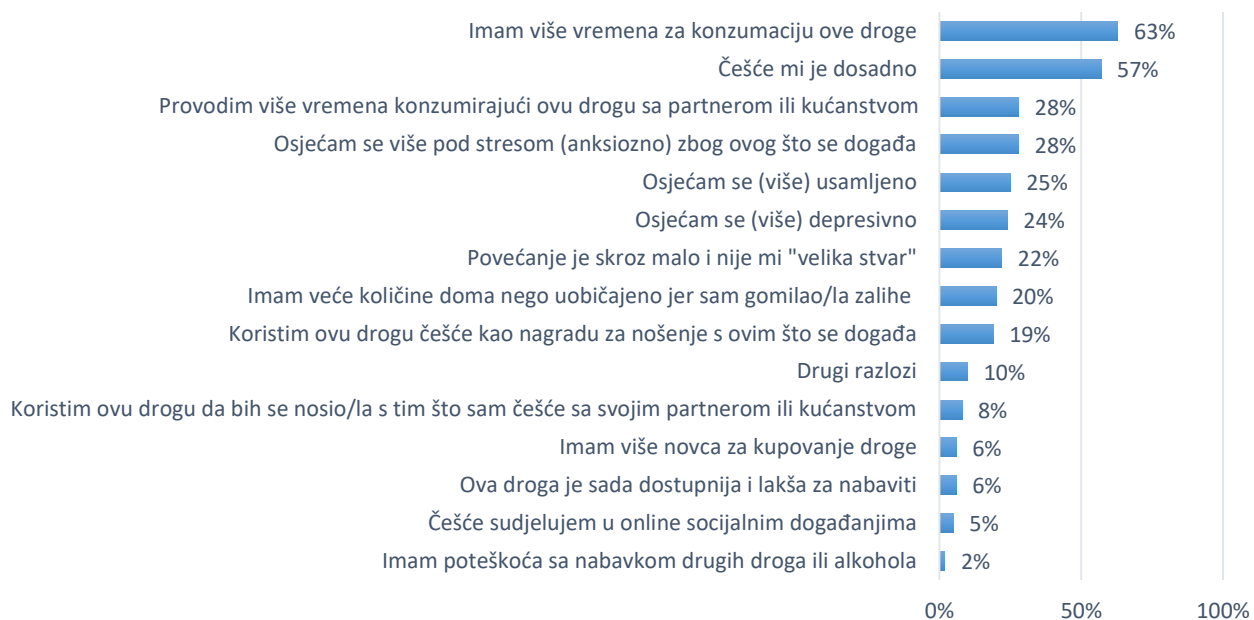 Imam više vremena za konzumaciju ove droge 63%
Češće mi je dosadno 57%
Provodim više vremena konzumirajući ovu drogu sa partnerom ili kućanstvom 28%
Osjećam se više pod stresom (anksiozno) zbog ovog što se događa 28%
Osjećam se (više) usamljeno 25%
Osjećam se (više) depresivno 24%
Povećanje je skroz malo i nije mi "velika stvar" 22%
Imam veće količine doma nego uobičajeno jer sam gomilao/la zalihe 20%
Koristim ovu drogu češće kao nagradu za nošenje s ovim što se događa 19%
Drugi razlozi 10%
Koristim ovu drogu da bih se nosio/la s tim što sam češće sa svojim partnerom ili kućanstvom 8%
Imam više novca za kupovanje droge 6%
Ova droga je sada dostupnija i lakša za nabaviti 6%
Češće sudjelujem u online socijalnim događanjima 5%
Imam poteškoća sa nabavkom drugih droga ili alkohola 2%
0% 50% 100%